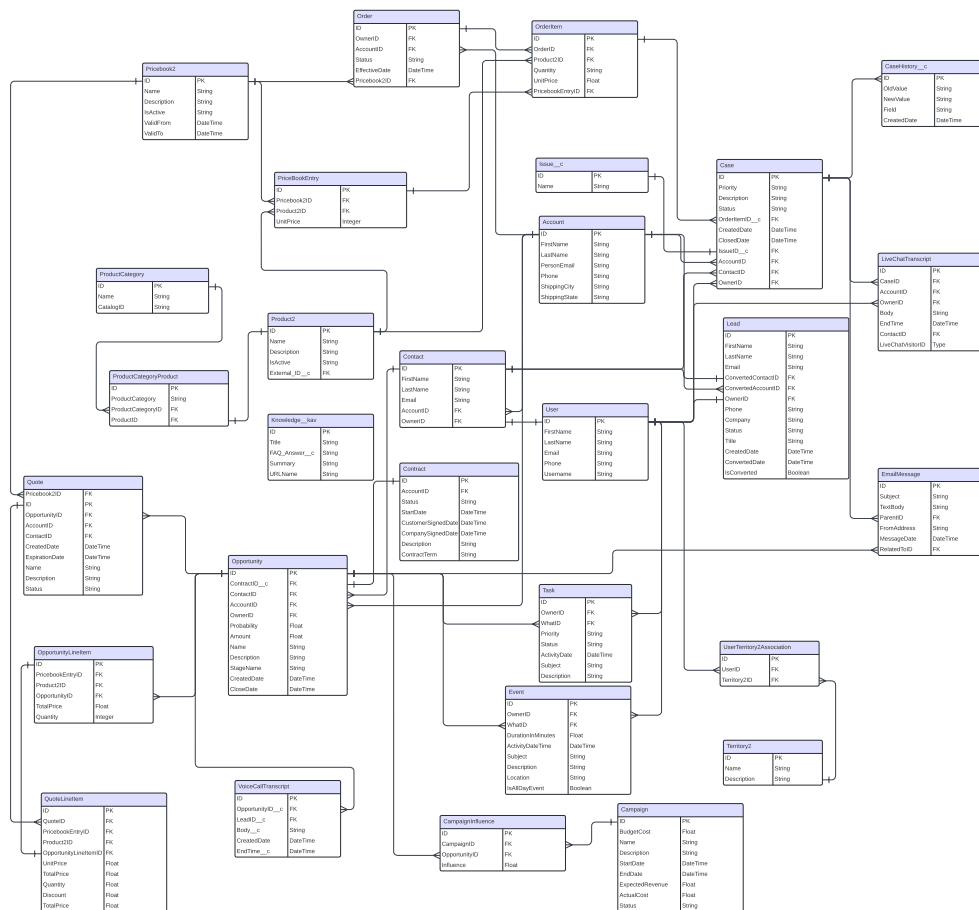 Order
ID PK
OwnerID FK
AccountID FK
Status String
EffectiveDate DateTime
Pricebook2ID FK
OrderItem
ID PK
OrderID FK
Product2ID FK
Quantity String
UnitPrice Float
PricebookEntryID FK
Pricebook2
ID PK
Name String
Description String
IsActive String
ValidFrom DateTime
ValidTo DateTime
CaseHistory__c
ID PK
OldValue String
NewValue String
Field String
CreatedDate DateTime
PriceBookEntry
ID PK
Pricebook2ID FK
Product2ID FK
UnitPrice Integer
Issue__c
ID PK
Name String
Case
ID PK
Priority String
Description String
Status String
OrderItemID__c FK
CreatedDate DateTime
ClosedDate DateTime
IssueID__c FK
AccountID FK
ContactID FK
OwnerID FK
Account
ID PK
FirstName String
LastName String
PersonEmail String
Phone String
ShippingCity String
ShippingState String
LiveChatTranscript
ID PK
CaseID FK
AccountID FK
OwnerID FK
Body String
EndTime DateTime
ContactID FK
LiveChatVisitorID Type
ProductCategory
ID PK
Name String
CatalogID String
Product2
ID PK
Name String
Description String
IsActive String
External_ID__c FK
Lead
ID PK
FirstName String
LastName String
Email String
ConvertedContactID FK
ConvertedAccountID FK
OwnerID FK
Phone String
Company String
Status String
Title String
CreatedDate DateTime
ConvertedDate DateTime
IsConverted Boolean
Contact
ID PK
FirstName String
LastName String
Email String
AccountID FK
OwnerID FK
ProductCategoryProduct
ID PK
ProductCategory String
ProductCategoryID FK
ProductID FK
User
ID PK
FirstName String
LastName String
Email String
Phone String
Username String
Knowledge__kav
ID PK
Title String
FAQ_Answer__c String
Summary String
URLName String
Contract
ID PK
AccountID FK
Status String
StartDate DateTime
CustomerSignedDate DateTime
CompanySignedDate DateTime
Description String
ContractTerm String
EmailMessage
ID PK
Subject String
TextBody String
ParentID FK
FromAddress String
MessageDate DateTime
RelatedToID FK
Quote
Pricebook2ID FK
ID PK
OpportunityID FK
AccountID FK
ContactID FK
CreatedDate DateTime
ExpirationDate DateTime
Name String
Description String
Status String
Opportunity
ID PK
ContractID__c FK
ContactID FK
AccountID FK
OwnerID FK
Probability Float
Amount Float
Name String
Description String
StageName String
CreatedDate DateTime
CloseDate DateTime
Task
ID PK
OwnerID FK
WhatID FK
Priority String
Status String
ActivityDate DateTime
Subject String
Description String
OpportunityLineItem
ID PK
PricebookEntryID FK
Product2ID FK
OpportunityID FK
TotalPrice Float
Quantity Integer
UserTerritory2Association
ID PK
UserID FK
Territory2ID FK
Event
ID PK
OwnerID FK
WhatID FK
DurationInMinutes Float
ActivityDateTime DateTime
Subject String
Description String
Location String
IsAllDayEvent Boolean
Territory2
ID PK
Name String
Description String
VoiceCallTranscript
ID PK
OpportunityID__c FK
LeadID__c FK
Body__c String
CreatedDate DateTime
EndTime__c DateTime
QuoteLineItem
ID PK
QuoteID FK
PricebookEntryID FK
Product2ID FK
OpportunityLineItemID FK
UnitPrice Float
TotalPrice Float
Quantity Float
Discount Float
TotalPrice Float
CampaignInfluence
ID PK
CampaignID FK
OpportunityID FK
Influence Float
Campaign
ID PK
BudgetCost Float
Name String
Description String
StartDate DateTime
EndDate DateTime
ExpectedRevenue Float
ActualCost Float
Status String